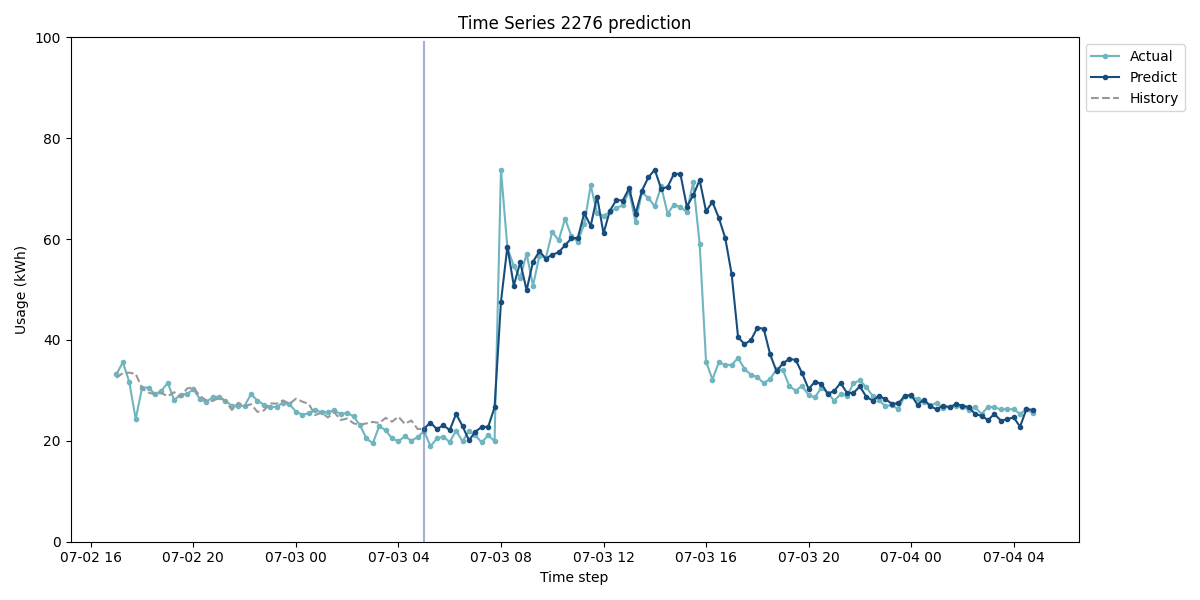 Time Series 2276 prediction
Actual
Predict
History
Usage (kWh)
100
80
60
40
20
0
07-02 16
07-02 20
07-03 00
07-03 04
07-03 08
07-03 12
07-03 16
07-03 20
07-04 00
07-04 04
Time step